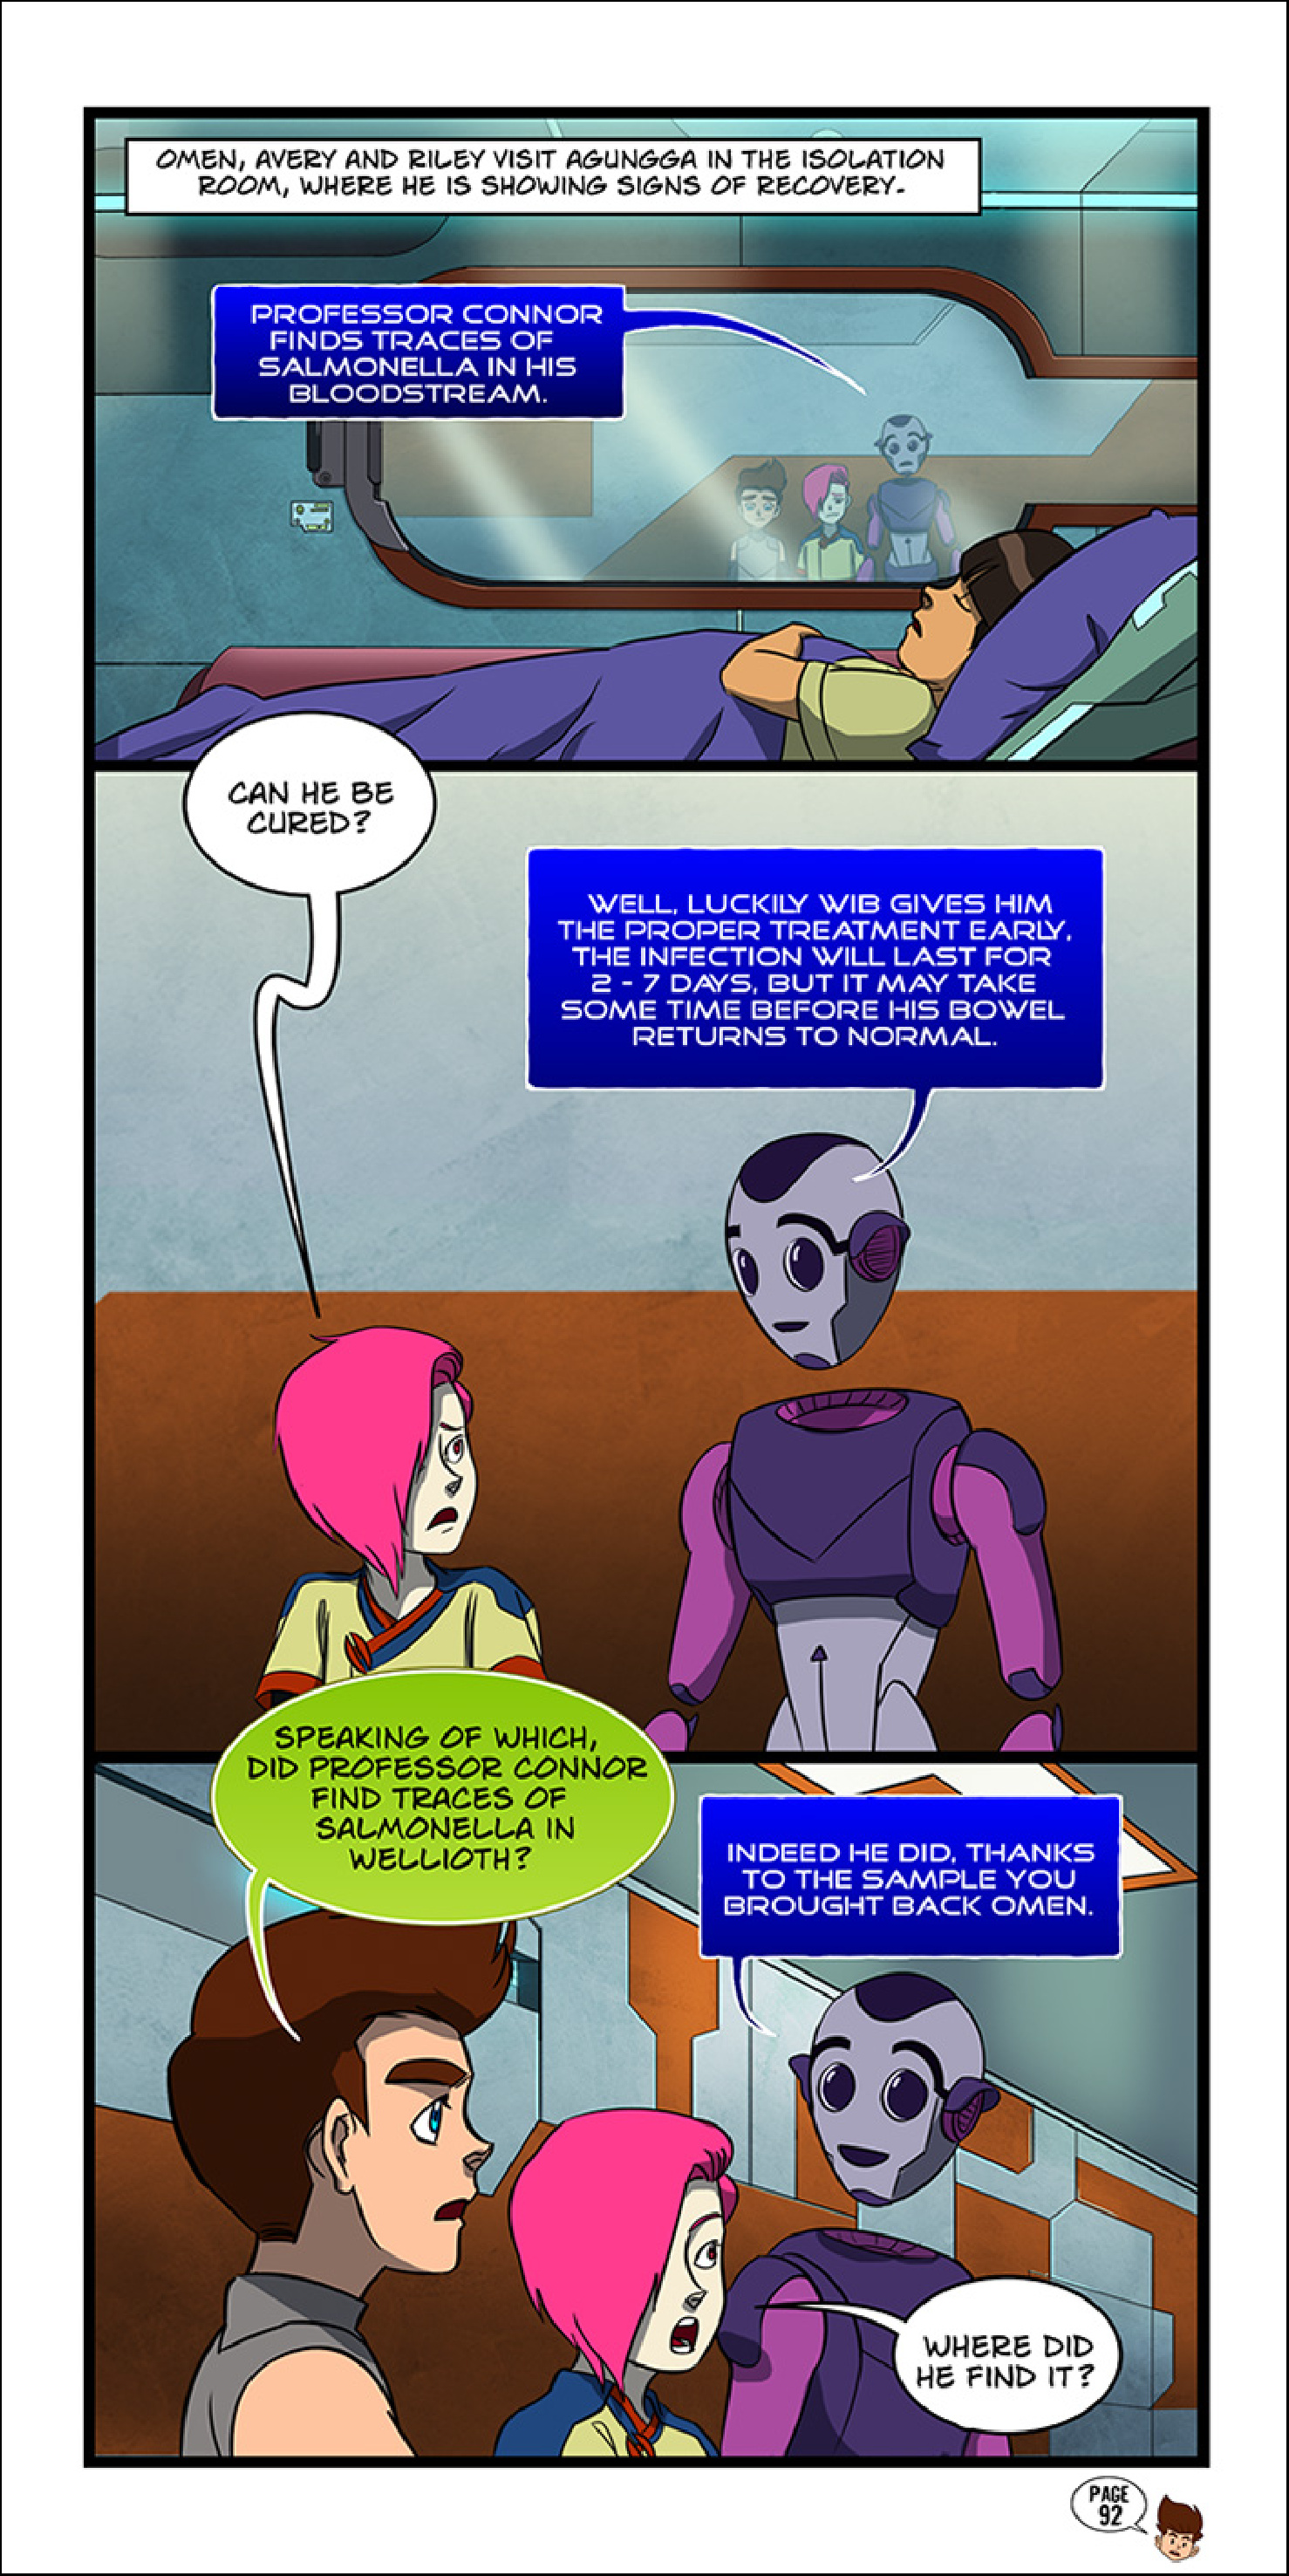 OMEN, AVERY AND RILEY VISIT AGUNGGA IN THE ISOLATION
ROOM, WHERE HE IS SHOWING SIGNS OF RECOVERY.
PROFESSOR CONNOR
FINDS TRACES OF
SALMONELLA IN HIS
BLOODSTREAM.
CAN HE BE
CURED?
WELL, LUCKILY WIB GIVES HIM
THE PROPER TREATMENT EARLY,
THE INFECTION WILL LAST FOR
2 - 7 DAYS, BUT IT MAY TAKE
SOME TIME BEFORE HIS BOWEL
RETURNS TO NORMAL.
SPEAKING OF WHICH,
DID PROFESSOR CONNOR
FIND TRACES OF
SALMONELLA IN
WELLIOTH?
INDEED HE DID, THANKS
TO THE SAMPLE YOU
BROUGHT BACK OMEN.
WHERE DID
HE FIND IT?
PAGE
92